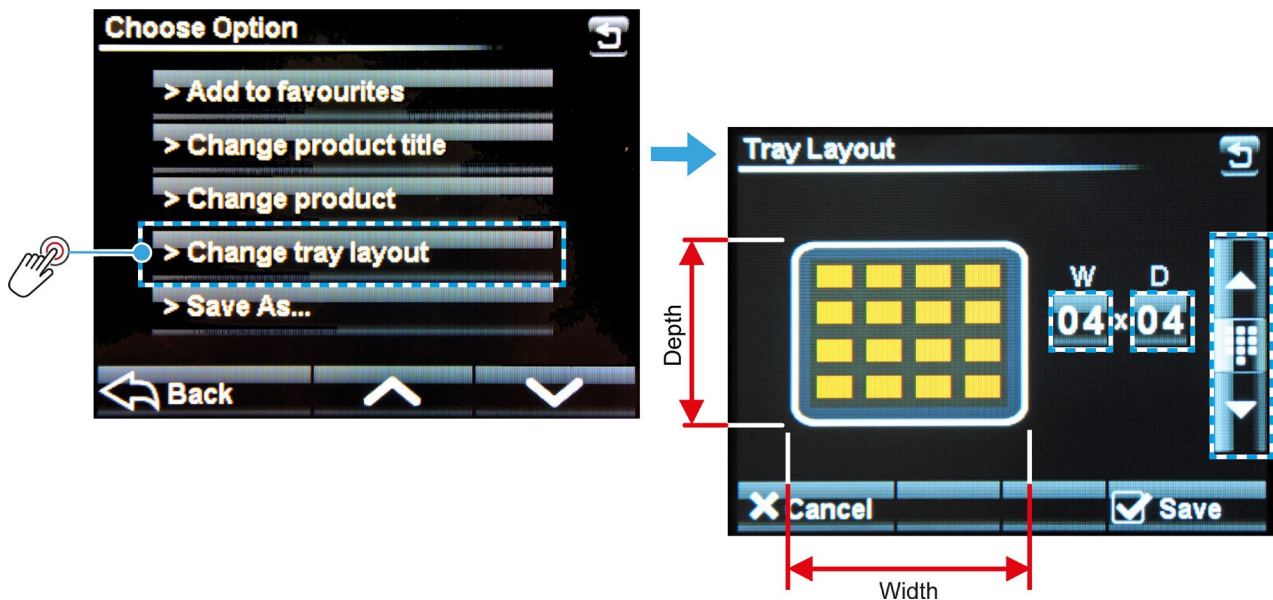 Choose Option
> Add to favourites
> Change product title
> Change product
> Change tray layout
> Save As...
Back
Tray Layout
W D
04 x 04
Depth
Cancel
Save
Width